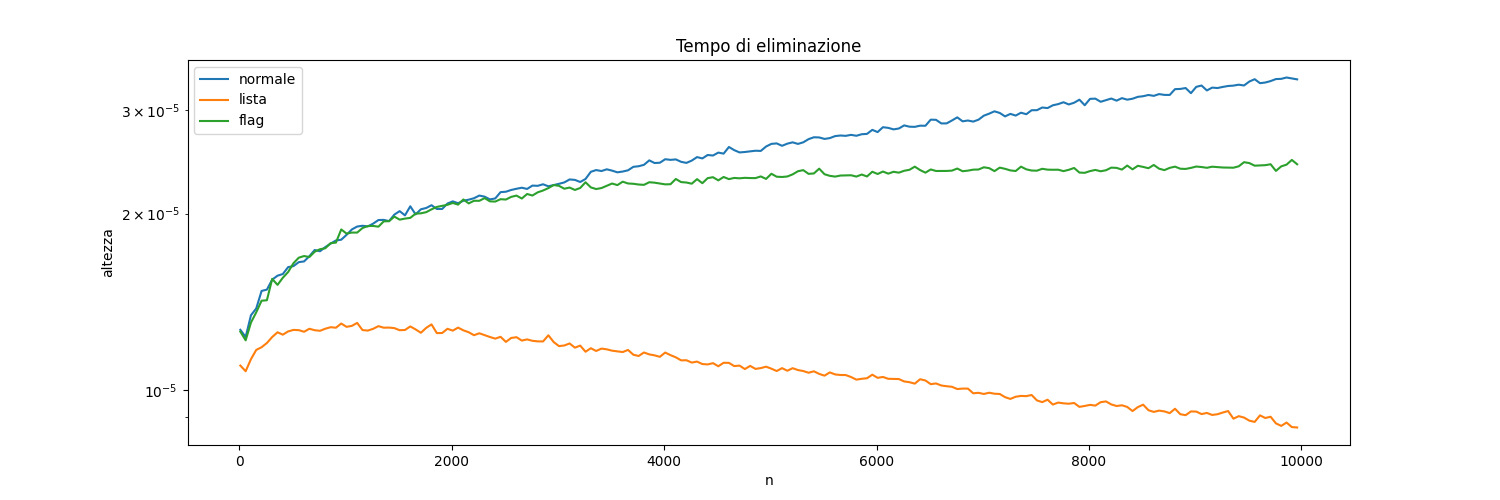 Tempo di eliminazione
normale
lista
flag
3 × 10⁻⁵
2 × 10⁻⁵
10⁻⁵
altezza
0 2000 4000 6000 8000 10000
n